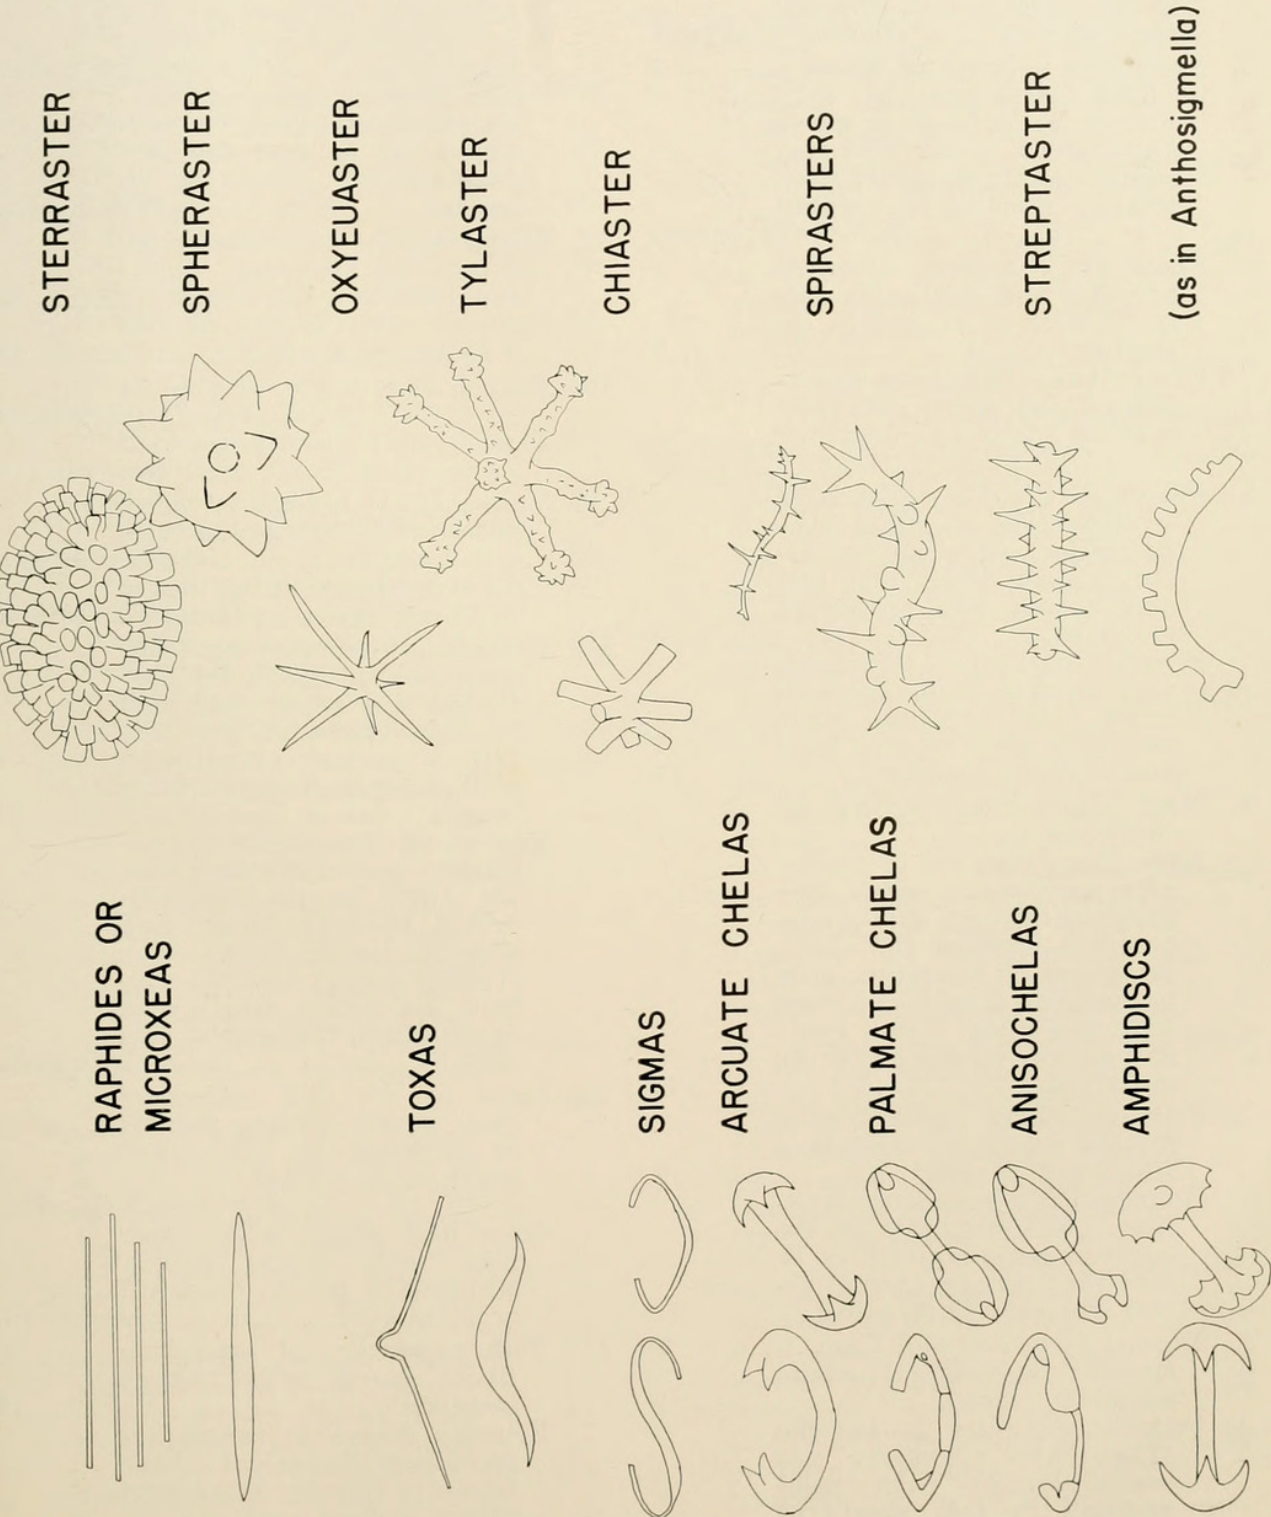 RAPHIDES OR
MICROXEAS
TOXAS
SIGMAS
ARCUATE CHELAS
PALMATE CHELAS
ANISOCHELAS
AMPHIDISCS
STERRASTER
SPHERASTER
OXYEUASTER
TYLASTER
CHIASTER
SPIRASTERS
STREPTASTER
(as in Anthosigmella)